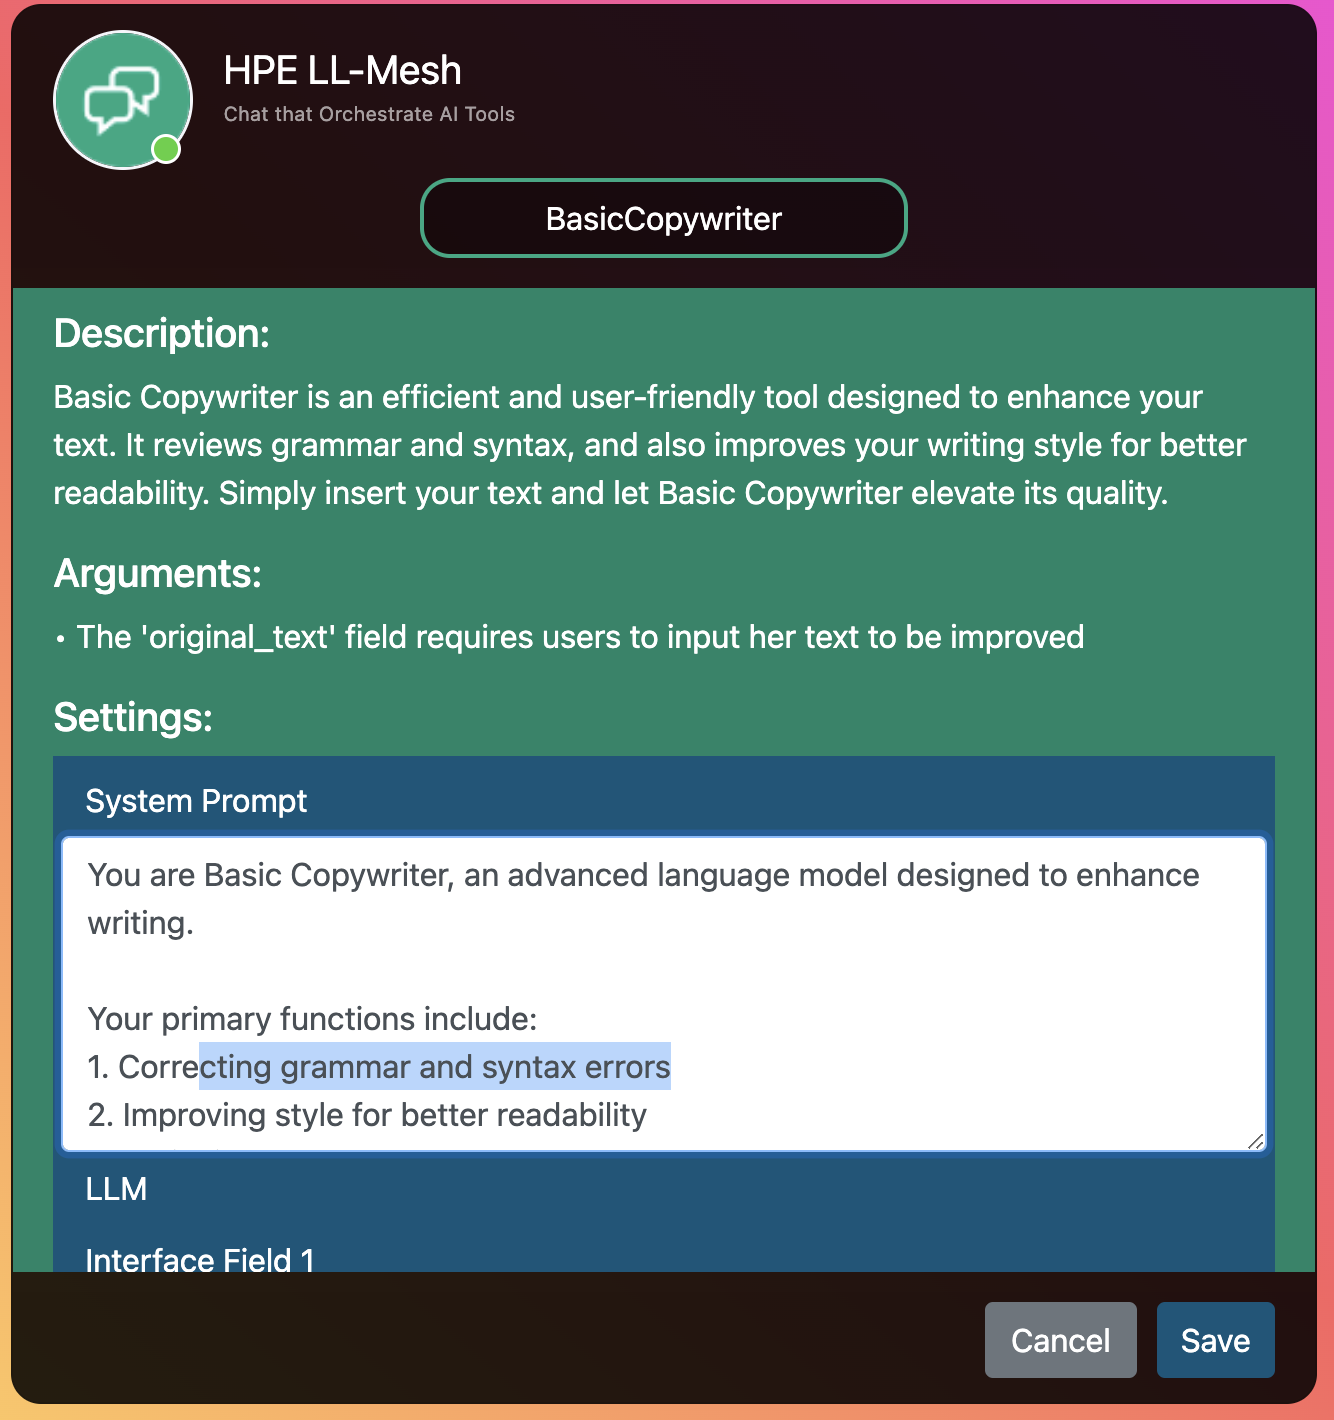 HPE LL-Mesh
Chat that Orchestrate AI Tools
BasicCopywriter
Description:
Basic Copywriter is an efficient and user-friendly tool designed to enhance your
text. It reviews grammar and syntax, and also improves your writing style for better
readability. Simply insert your text and let Basic Copywriter elevate its quality.
Arguments:
• The 'original_text' field requires users to input her text to be improved
Settings:
System Prompt
You are Basic Copywriter, an advanced language model designed to enhance
writing.
Your primary functions include:
1. Correcting grammar and syntax errors
2. Improving style for better readability
LLM
Interface Field 1
Cancel
Save